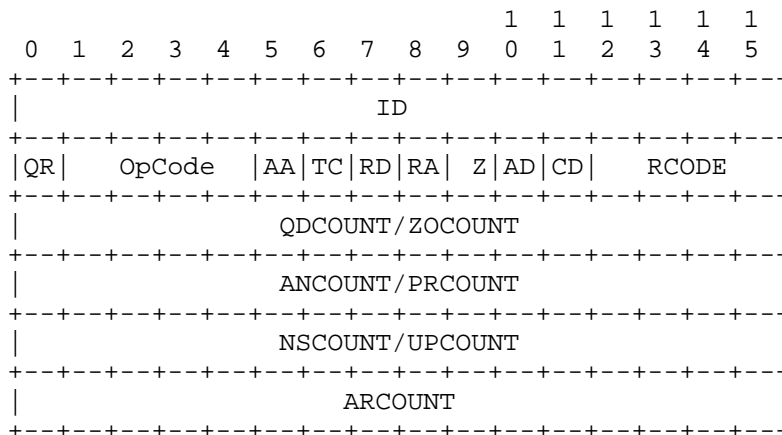 1  1  1  1  1  1
  0  1  2  3  4  5  6  7  8  9  0  1  2  3  4  5
+--+--+--+--+--+--+--+--+--+--+--+--+--+--+--+--
|                      ID
+--+--+--+--+--+--+--+--+--+--+--+--+--+--+--+--
|QR|   OpCode  |AA|TC|RD|RA| Z|AD|CD|   RCODE
+--+--+--+--+--+--+--+--+--+--+--+--+--+--+--+--
|                QDCOUNT/ZOCOUNT
+--+--+--+--+--+--+--+--+--+--+--+--+--+--+--+--
|                ANCOUNT/PRCOUNT
+--+--+--+--+--+--+--+--+--+--+--+--+--+--+--+--
|                NSCOUNT/UPCOUNT
+--+--+--+--+--+--+--+--+--+--+--+--+--+--+--+--
|                    ARCOUNT
+--+--+--+--+--+--+--+--+--+--+--+--+--+--+--+--